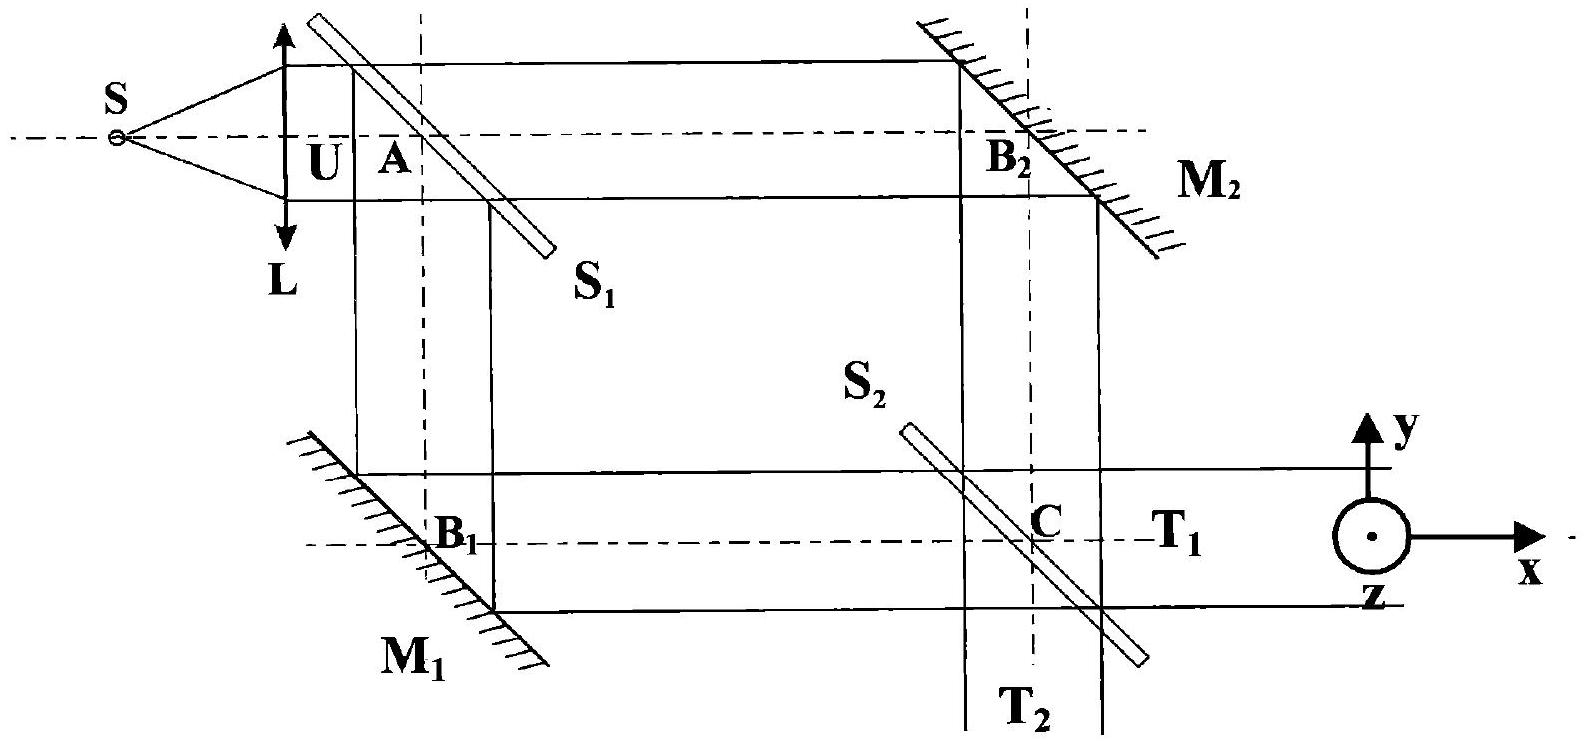 S
U
A
B₂
M₂
L
S₁
S₂
y
B₁
C
T₁
x
z
M₁
T₂